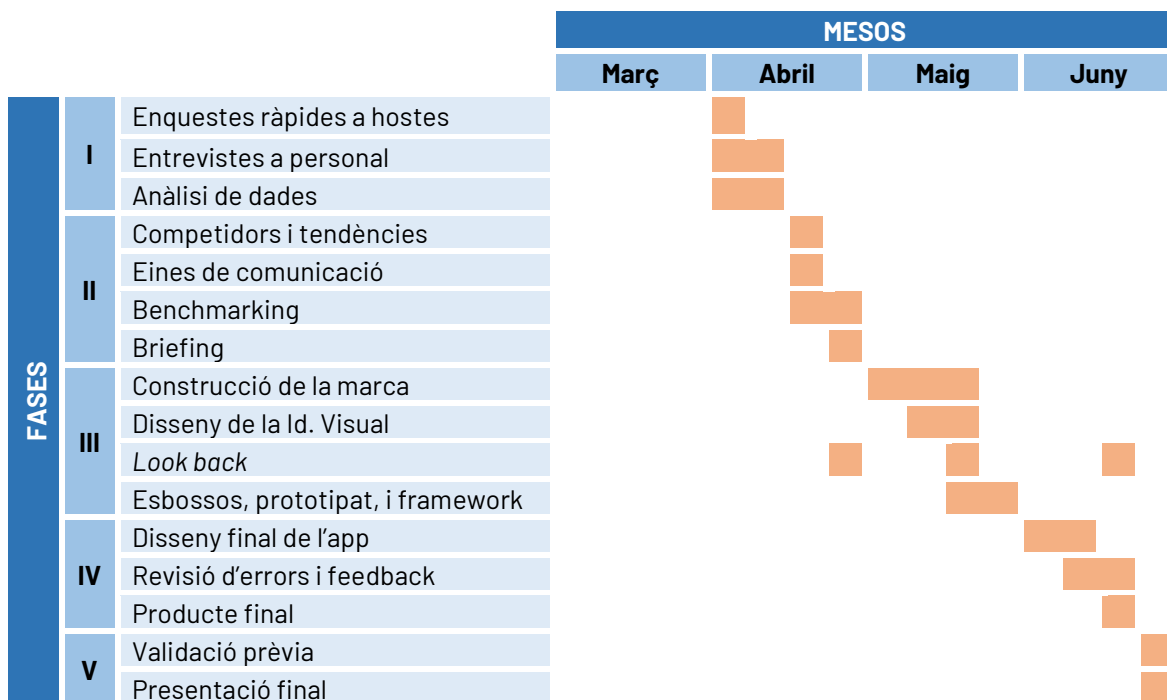 MESOS
Març Abril Maig Juny
FASES
I
Enquestes ràpides a hostes
Entrevistes a personal
Anàlisi de dades
II
Competidors i tendències
Eines de comunicació
Benchmarking
Briefing
III
Construcció de la marca
Disseny de la Id. Visual
Look back
Esbossos, prototipat, i framework
IV
Disseny final de l’app
Revisió d’errors i feedback
Producte final
V
Validació prèvia
Presentació final